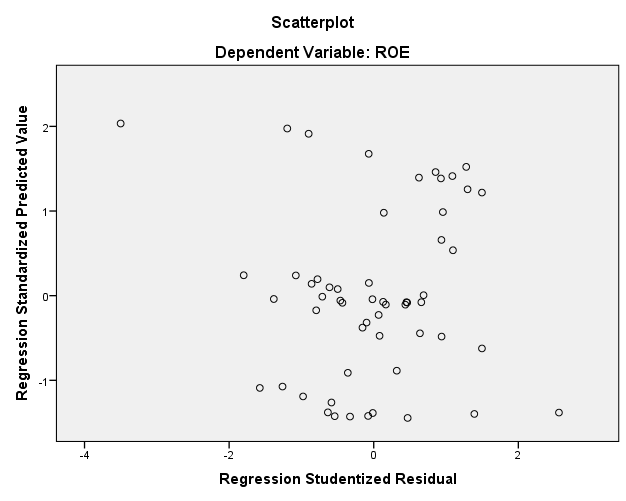 Scatterplot
Dependent Variable: ROE
Regression Standardized Predicted Value
2
1
0
-1
-4
-2
0
2
Regression Studentized Residual